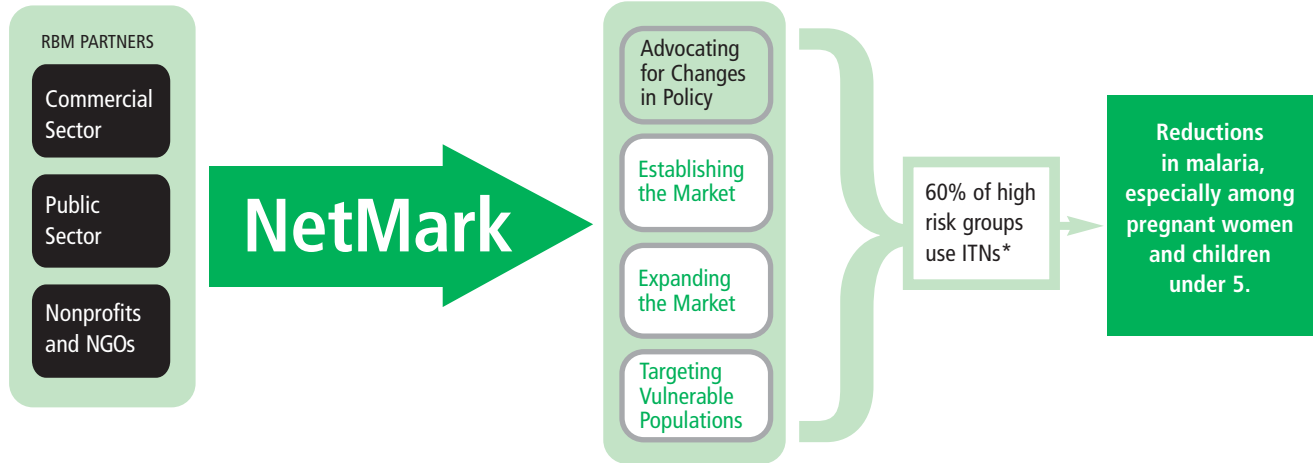 RBM PARTNERS
Commercial
Sector
Public
Sector
Nonprofits
and NGOs
NetMark
Advocating
for Changes
in Policy
Establishing
the Market
Expanding
the Market
Targeting
Vulnerable
Populations
60% of high
risk groups
use ITNs*
Reductions
in malaria,
especially among
pregnant women
and children
under 5.